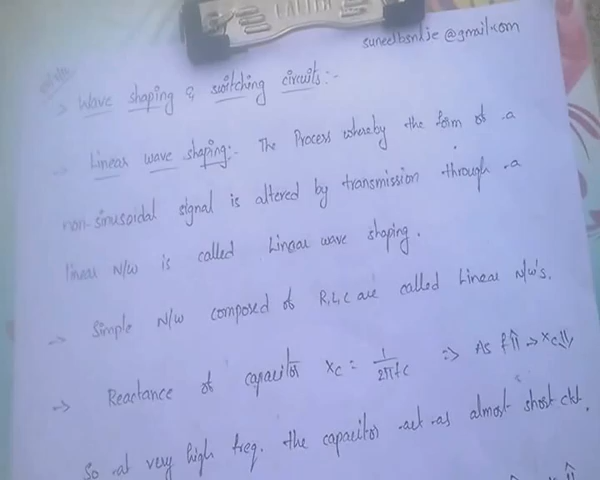 suneelbsnlje@gmail.com
> Wave shaping & switching circuits:-
-> Linear wave shaping:- The Process whereby the form of a
non-sinusoidal signal is altered by transmission through a
linear N/W is called Linear wave shaping.
-> Simple N/W composed of R, L, C are called Linear N/W's.
-> Reactance of capacitor Xc = 1/2πfc => As f⇑ -> Xc⇓,
So at very high freq. the capacitor act as almost short ckt.